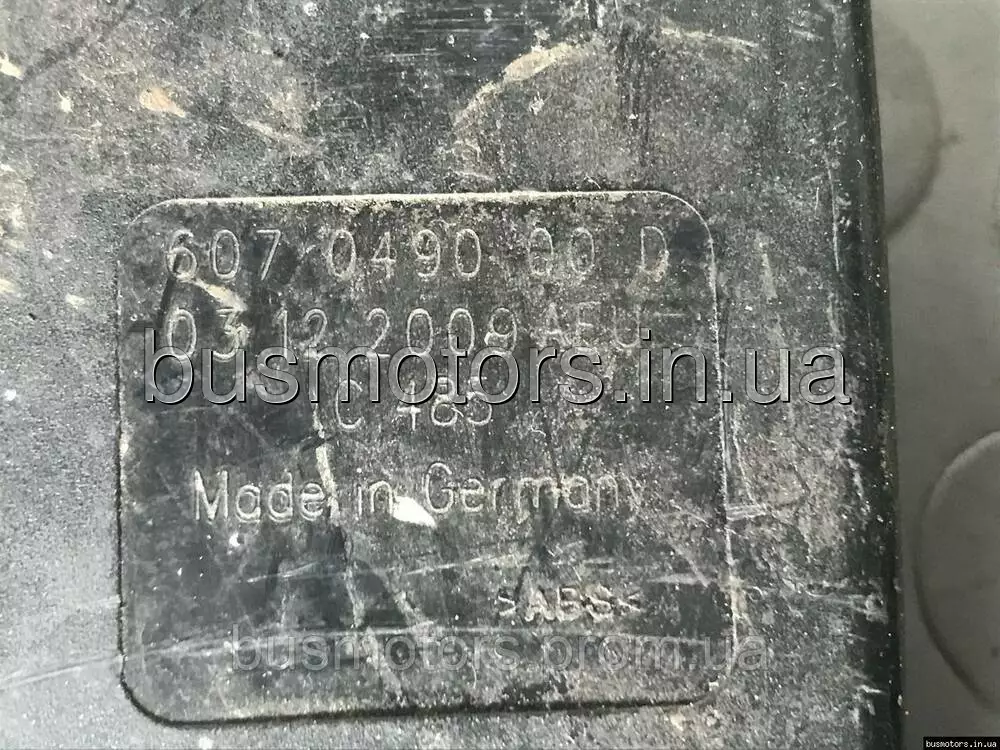 607 0490 00 D
03.12.2009 AEU
busmotors.in.ua
C 485
Made in Germany
>ABS<
busmotors.prom.ua
busmotors.in.ua